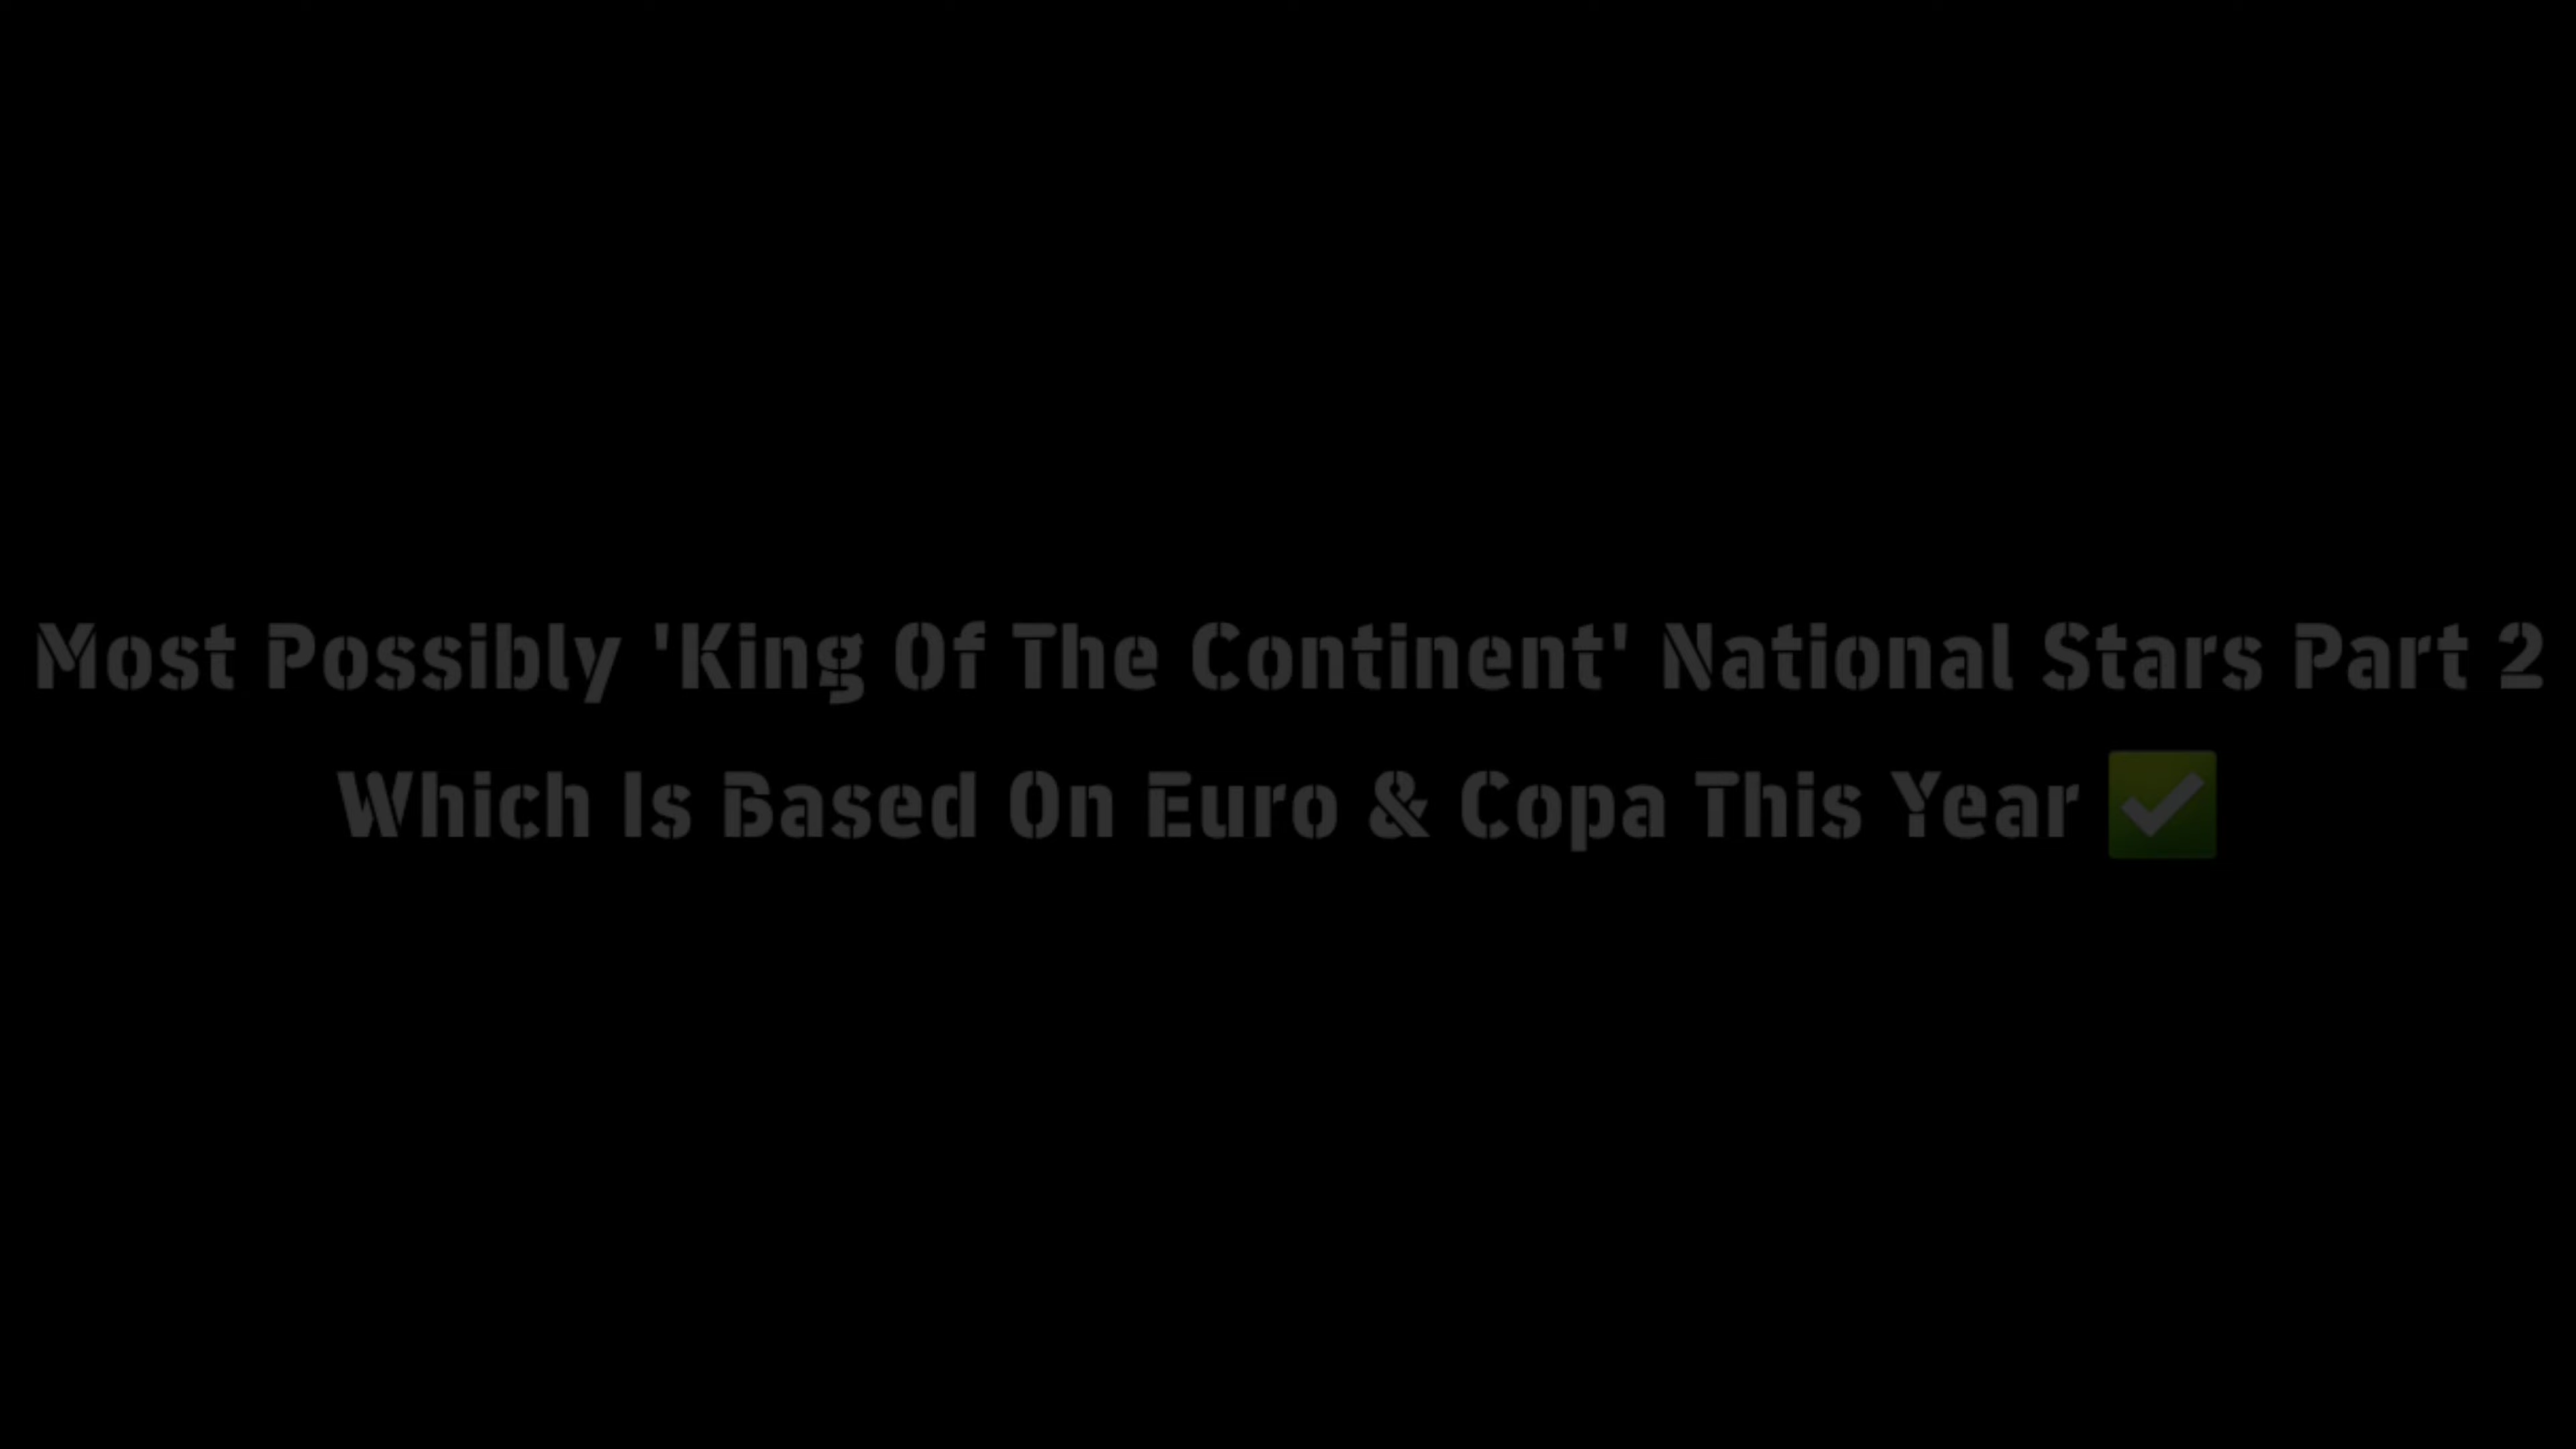 Most Possibly 'King Of The Continent' National Stars Part 2
Which Is Based On Euro & Copa This Year ✅